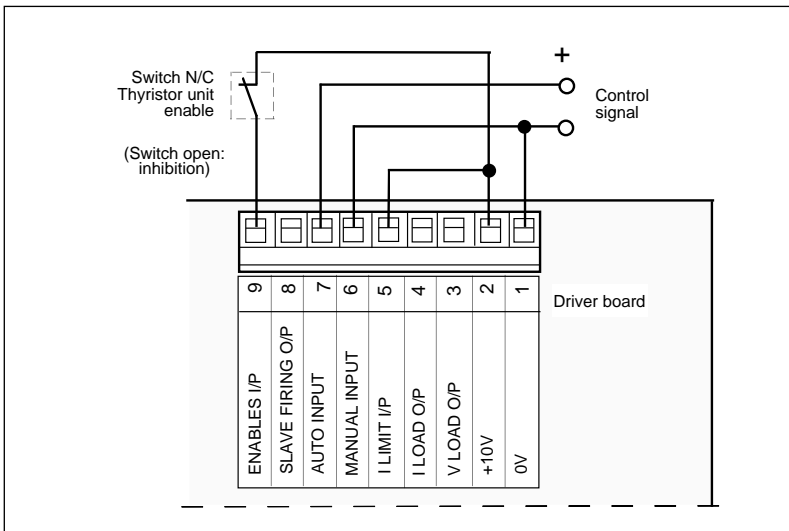 Switch N/C
Thyristor unit
enable
(Switch open:
inhibition)
+
Control
signal
Driver board
9
8
7
6
5
4
3
2
1
ENABLES I/P
SLAVE FIRING O/P
AUTO INPUT
MANUAL INPUT
I LIMIT I/P
I LOAD O/P
V LOAD O/P
+10V
0V